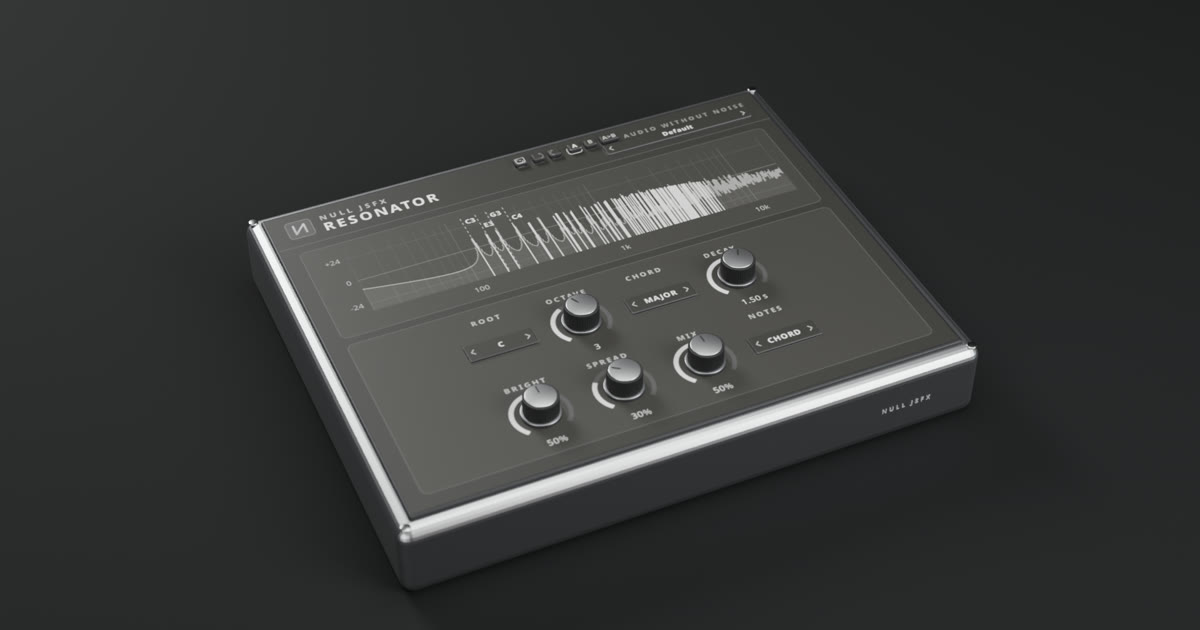 NULL JSFX
RESONATOR
A
B
A>B
AUDIO WITHOUT NOISE
< Default >
+24
0
-24
C3
E3
G3
C4
100
1k
10k
ROOT
< C >
OCTAVE
3
CHORD
< MAJOR >
DECAY
1.50 s
BRIGHT
50%
SPREAD
30%
MIX
50%
NOTES
< CHORD >
NULL JSFX